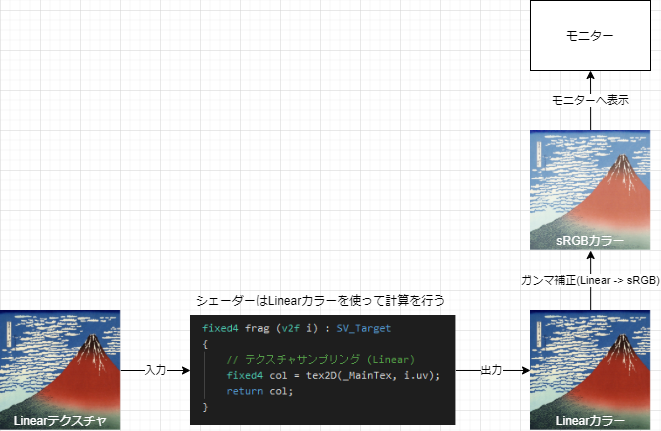 モニター
モニターへ表示
sRGBカラー
ガンマ補正(Linear -> sRGB)
シェーダーはLinearカラーを使って計算を行う
fixed4 frag (v2f i) : SV_Target
{
// テクスチャサンプリング (Linear)
fixed4 col = tex2D(_MainTex, i.uv);
return col;
}
入力
出力
Linearテクスチャ
Linearカラー